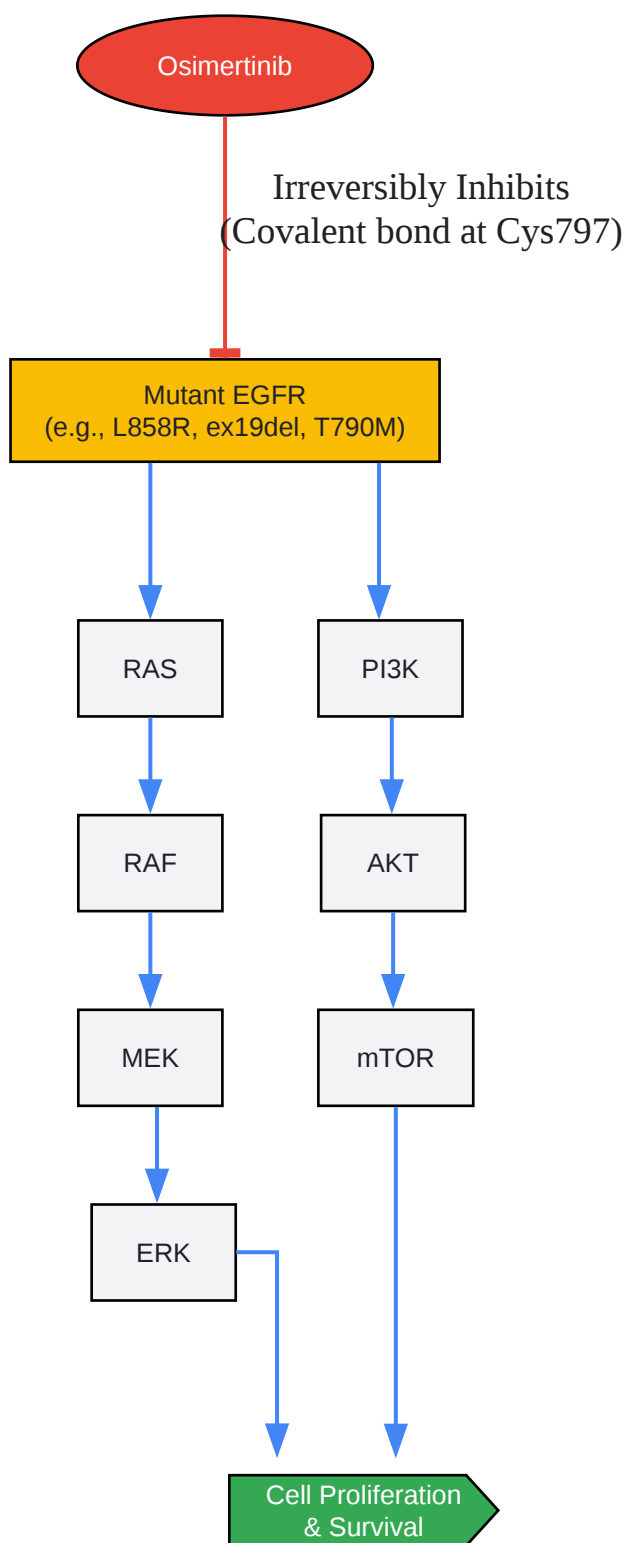 Osimertinib
Irreversibly Inhibits
(Covalent bond at Cys797)
Mutant EGFR
(e.g., L858R, ex19del, T790M)
RAS
PI3K
RAF
AKT
MEK
mTOR
ERK
Cell Proliferation
& Survival